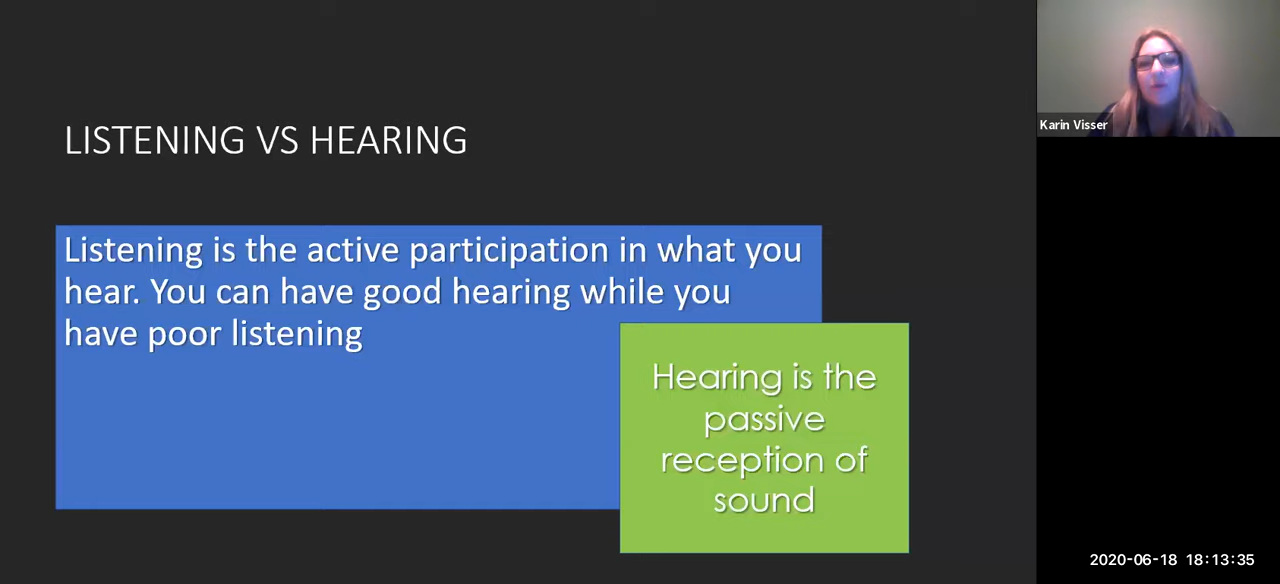 LISTENING VS HEARING
Listening is the active participation in what you
hear. You can have good hearing while you
have poor listening
Hearing is the
passive
reception of
sound
Karin Visser
2020-06-18 18:13:35